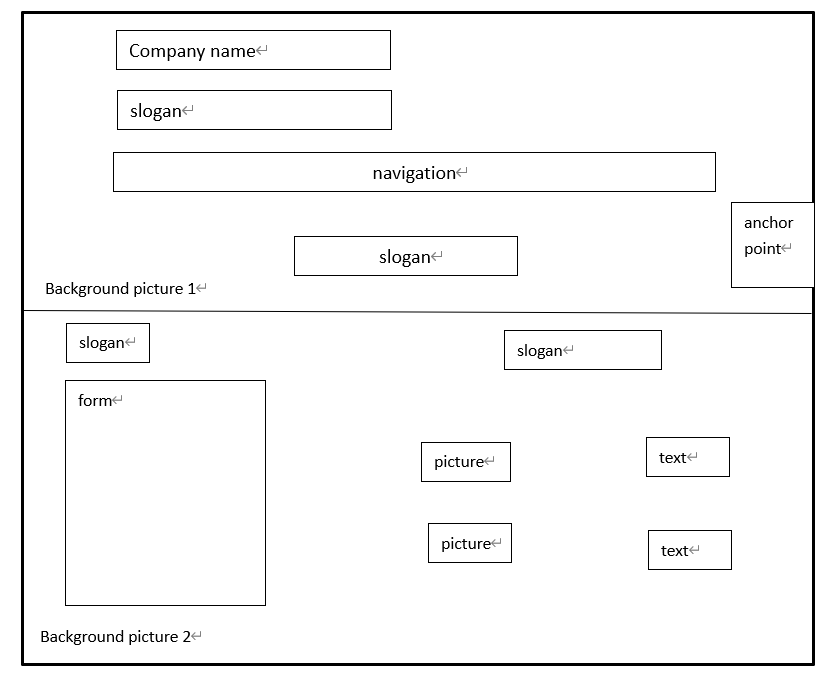 Company name↵
slogan↵
navigation↵
anchor
point↵
slogan↵
Background picture 1↵
slogan↵
slogan↵
form↵
picture↵
text↵
picture↵
text↵
Background picture 2↵